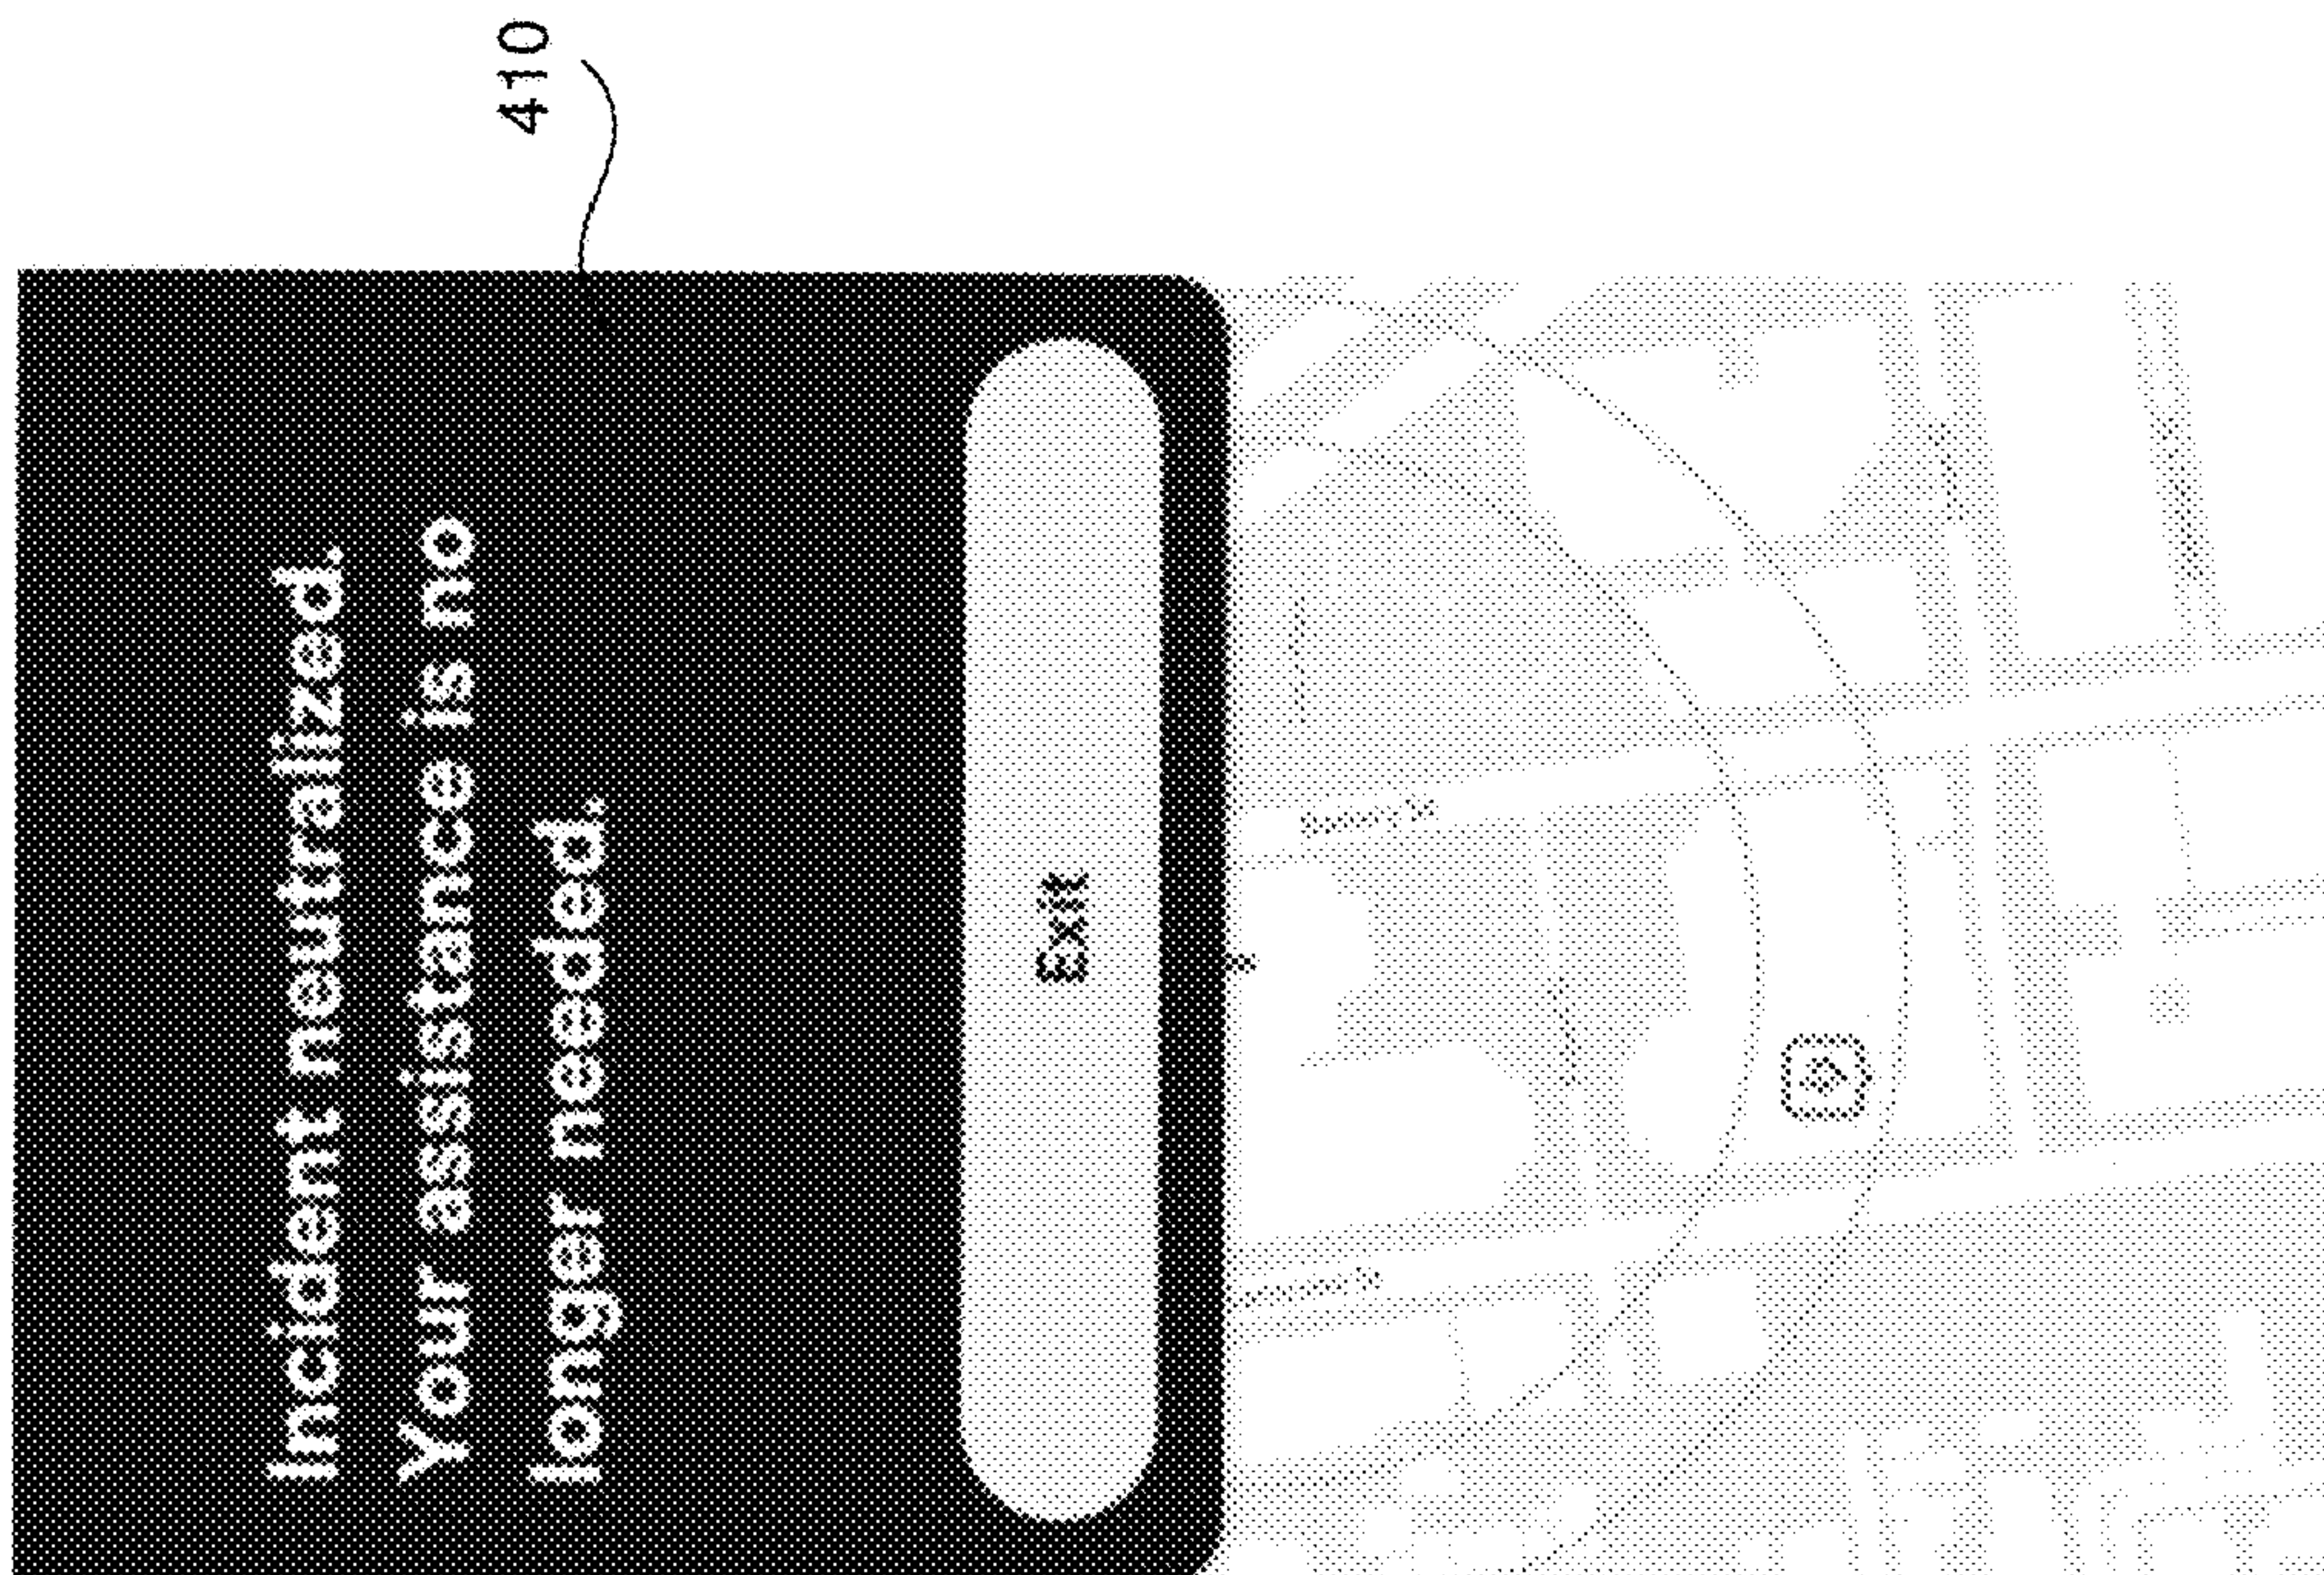 410
Incident neutralized.
Your assistance is no
longer needed.
Exit